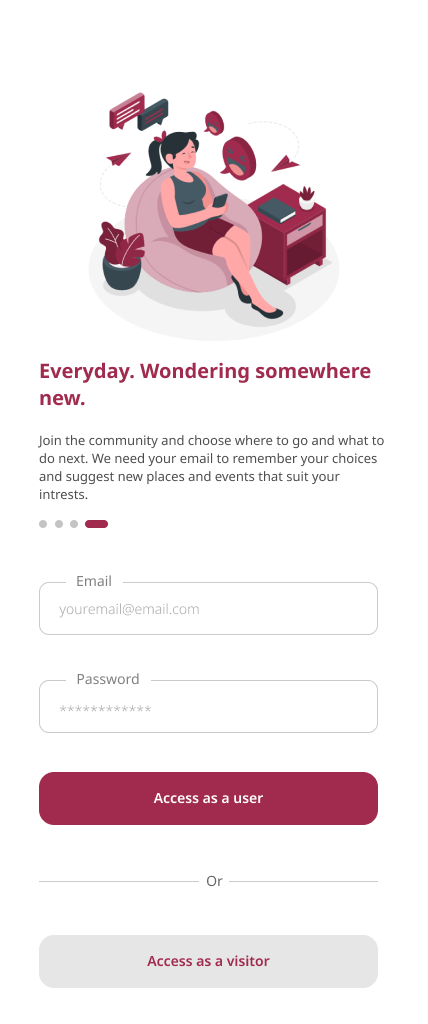 Everyday. Wondering somewhere
new.
Join the community and choose where to go and what to
do next. We need your email to remember your choices
and suggest new places and events that suit your
intrests.
Email
youremail@email.com
Password
************
Access as a user
Or
Access as a visitor